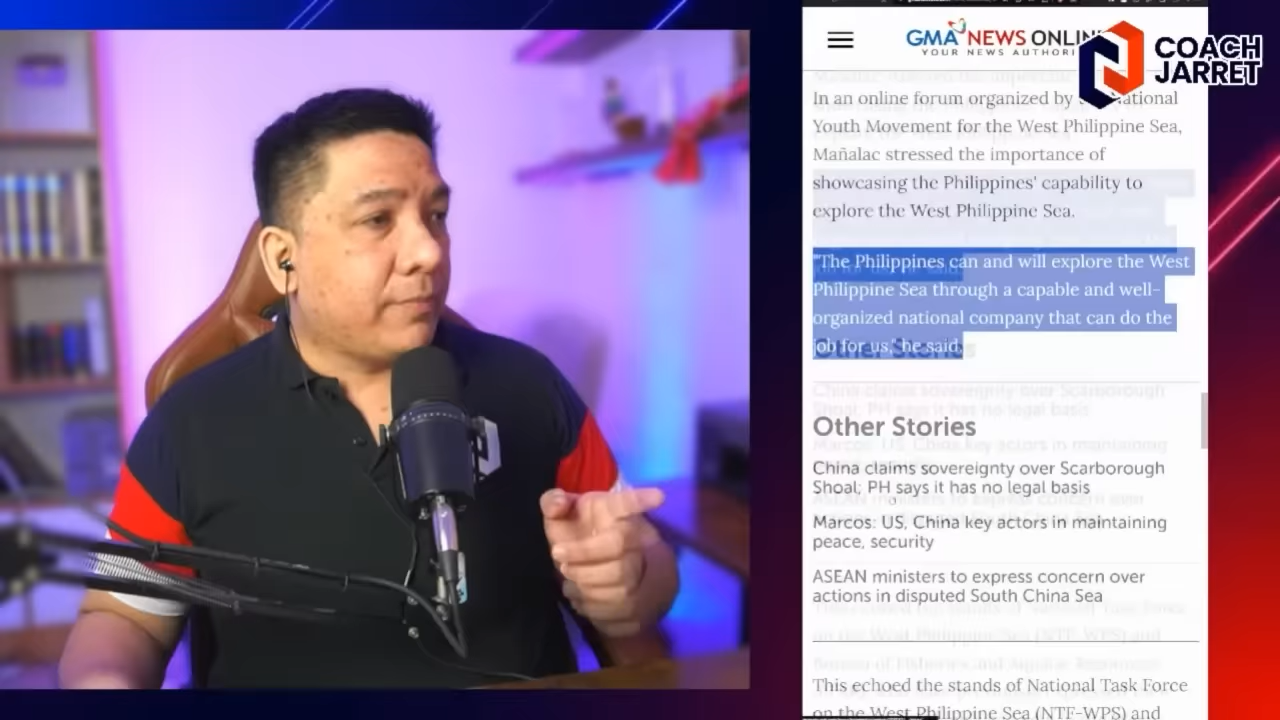 GMA NEWS ONLIN
YOUR NEWS AUTHORI
COACH
JARRET
In an online forum organized by National
Youth Movement for the West Philippine Sea,
Mañalac stressed the importance of
showcasing the Philippines' capability to
explore the West Philippine Sea.
"The Philippines can and will explore the West
Philippine Sea through a capable and well-
organized national company that can do the
job for us," he said.
Other Stories
China claims sovereignty over Scarborough
Shoal; PH says it has no legal basis
Marcos: US, China key actors in maintaining
peace, security
ASEAN ministers to express concern over
actions in disputed South China Sea
This echoed the stands of National Task Force
on the West Philippine Sea (NTF-WPS) and